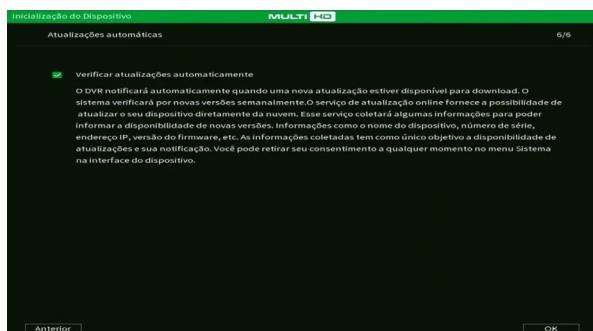 Inicialização do Dispositivo MULTI HD
Atualizações automáticas 6/6
Verificar atualizações automaticamente
O DVR notificará automaticamente quando uma nova atualização estiver disponível para download. O
sistema verificará por novas versões semanalmente.O serviço de atualização online fornece a possibilidade de
atualizar o seu dispositivo diretamente da nuvem. Esse serviço coletará algumas informações para poder
informar a disponibilidade de novas versões. Informações como o nome do dispositivo, número de série,
endereço IP, versão do firmware, etc. As informações coletadas tem como único objetivo a disponibilidade de
atualizações e sua notificação. Você pode retirar seu consentimento a qualquer momento no menu Sistema
na interface do dispositivo.
Anterior OK